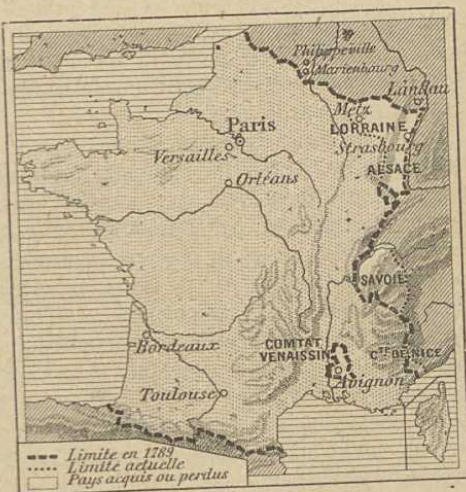 Philippeville
Marienbourg
Landau
Metz
LORRAINE
Paris
Strasbourg
Versailles
ALSACE
Orléans
SAVOIE
Bordeaux
COMTAT
VENAISSIN
Cté DE NICE
Avignon
Toulouse
Limite en 1789
Limite actuelle
Pays acquis ou perdus